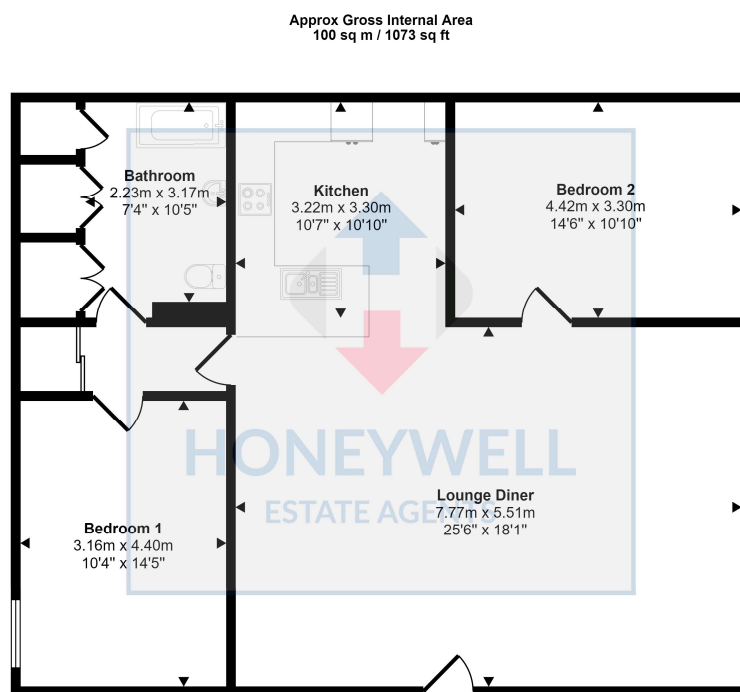 Approx Gross Internal Area
100 sq m / 1073 sq ft
Bathroom
2.23m x 3.17m
7'4" x 10'5"
Kitchen
3.22m x 3.30m
10'7" x 10'10"
Bedroom 2
4.42m x 3.30m
14'6" x 10'10"
HONEYWELL
ESTATE AGENTS
Lounge Diner
7.77m x 5.51m
25'6" x 18'1"
Bedroom 1
3.16m x 4.40m
10'4" x 14'5"